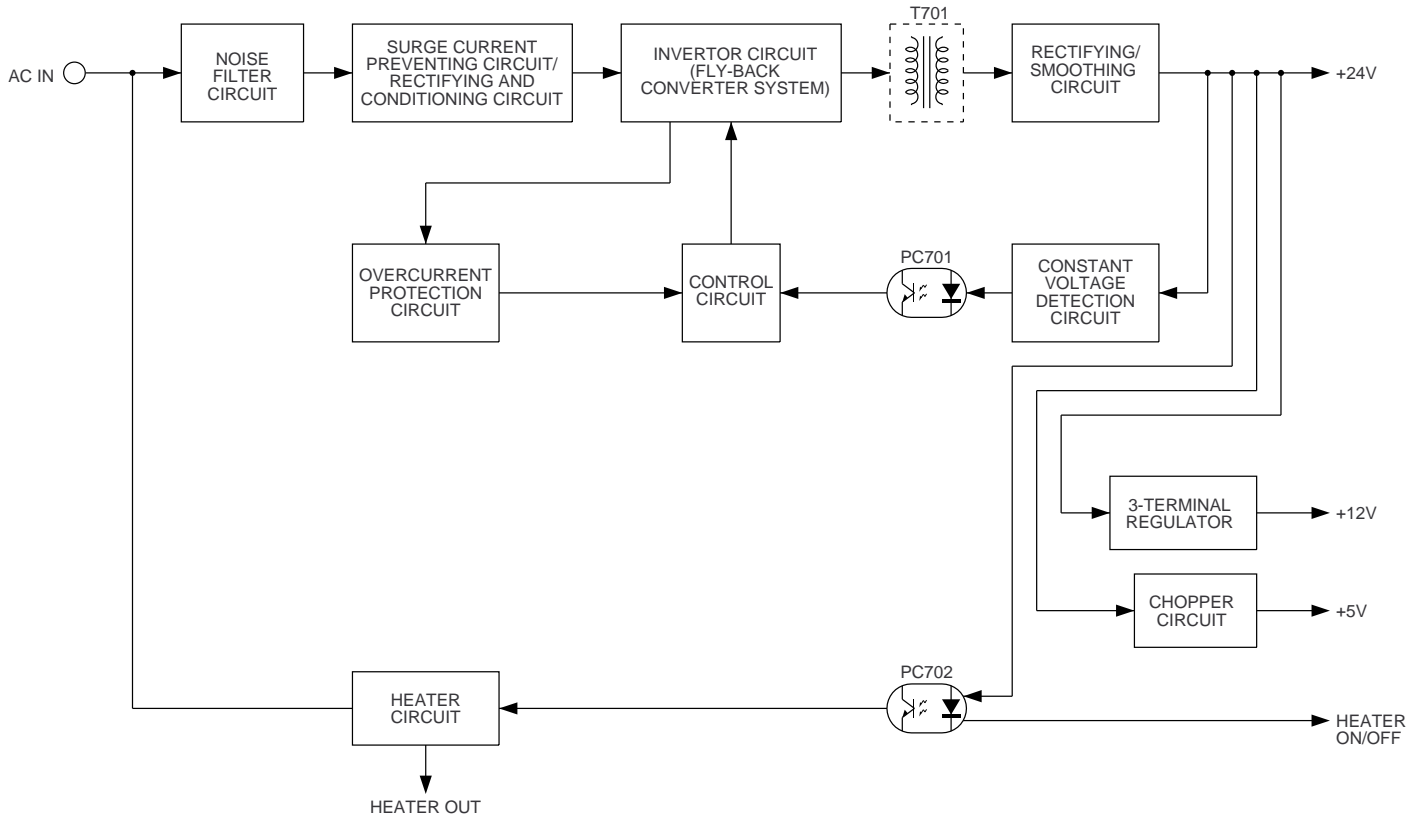 T701
AC IN
NOISE
FILTER
CIRCUIT
SURGE CURRENT
PREVENTING CIRCUIT/
RECTIFYING AND
CONDITIONING CIRCUIT
INVERTOR CIRCUIT
(FLY-BACK
CONVERTER SYSTEM)
RECTIFYING/
SMOOTHING
CIRCUIT
+24V
OVERCURRENT
PROTECTION
CIRCUIT
CONTROL
CIRCUIT
PC701
CONSTANT
VOLTAGE
DETECTION
CIRCUIT
3-TERMINAL
REGULATOR
+12V
CHOPPER
CIRCUIT
+5V
HEATER
CIRCUIT
PC702
HEATER
ON/OFF
HEATER OUT